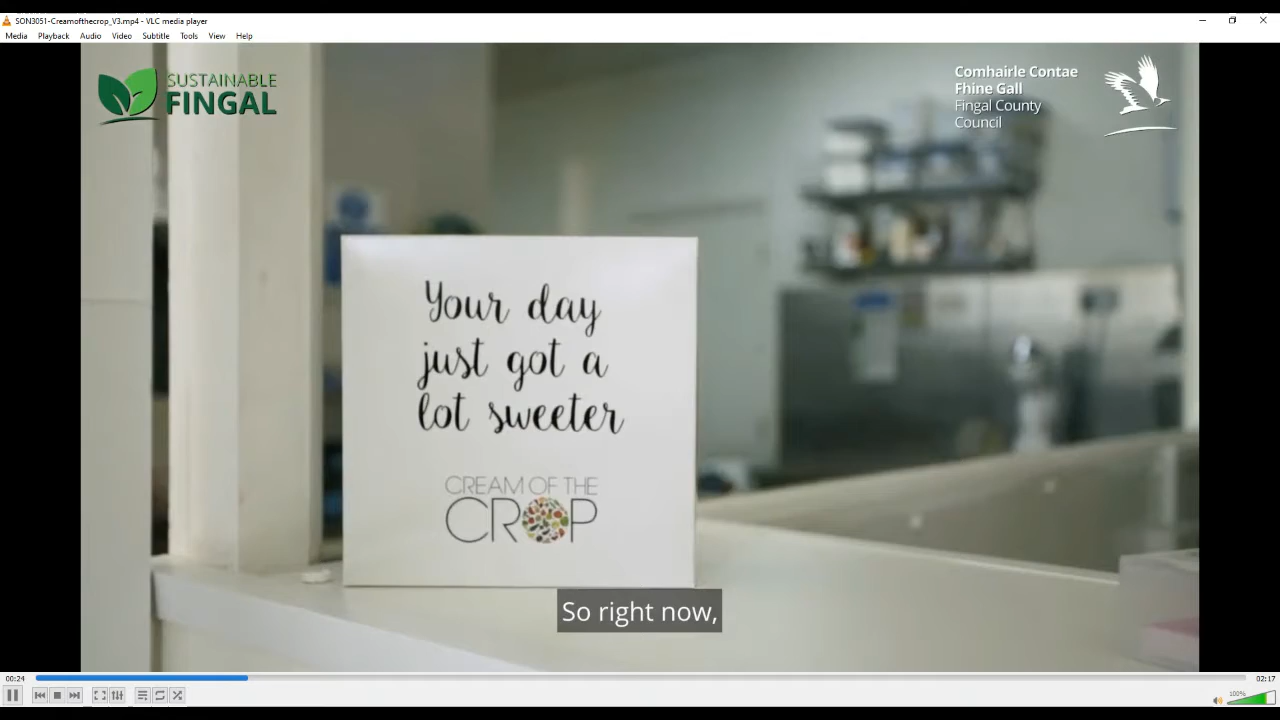 SON3051-Creamofthecrop_V3.mp4 - VLC media player
Media Playback Audio Video Subtitle Tools View Help
SUSTAINABLE
FINGAL
Comhairle Contae
Fhine Gall
Fingal County
Council
Your day
just got a
lot sweeter
CREAM OF THE
CROP
So right now,
00:24
02:17
100%